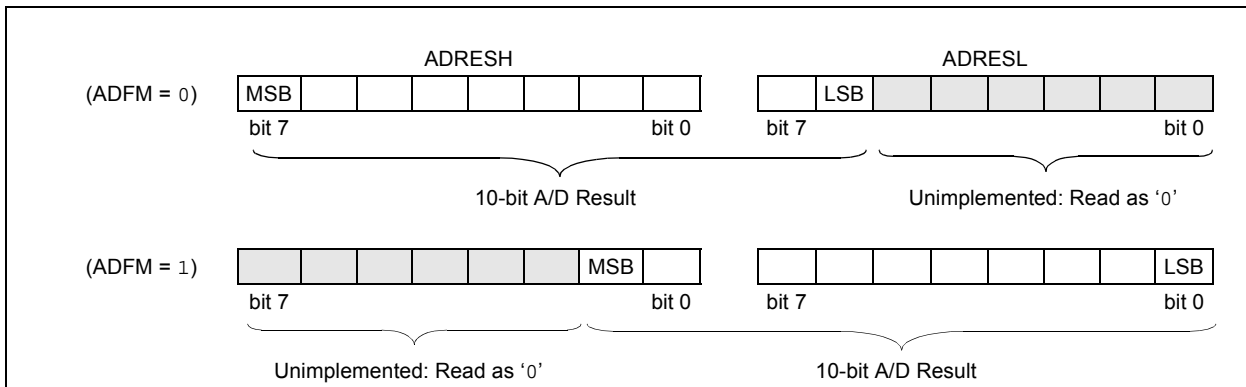 ADRESH ADRESL
(ADFM = 0) MSB LSB
bit 7 bit 0 bit 7 bit 0
10-bit A/D Result Unimplemented: Read as ‘0’
(ADFM = 1) MSB LSB
bit 7 bit 0 bit 7 bit 0
Unimplemented: Read as ‘0’ 10-bit A/D Result